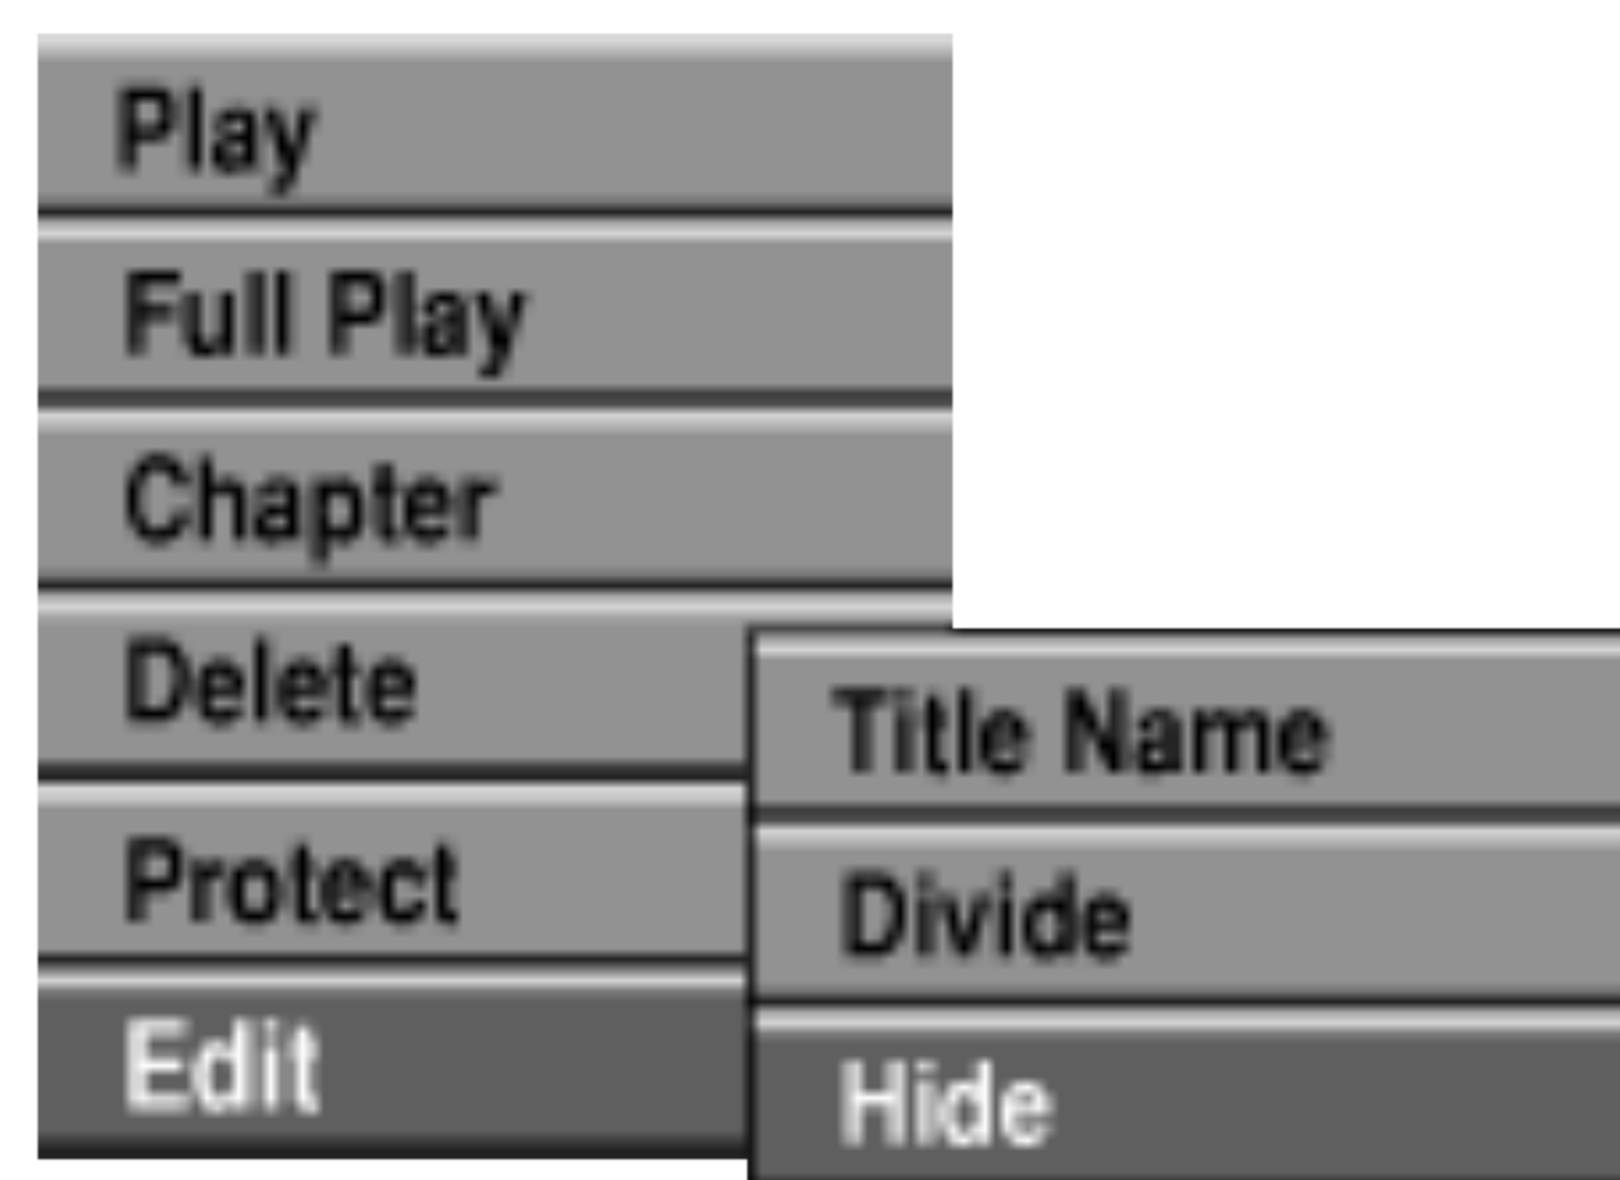 Play
Full Play
Chapter
Delete
Protect
Edit
Title Name
Divide
Hide